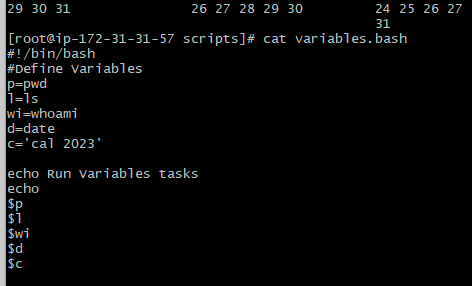 29 30 31 26 27 28 29 30 24 25 26 27
31
[root@ip-172-31-31-57 scripts]# cat variables.bash
#!/bin/bash
#Define Variables
p=pwd
l=ls
wi=whoami
d=date
c='cal 2023'
echo Run Variables tasks
echo
$p
$l
$wi
$d
$c